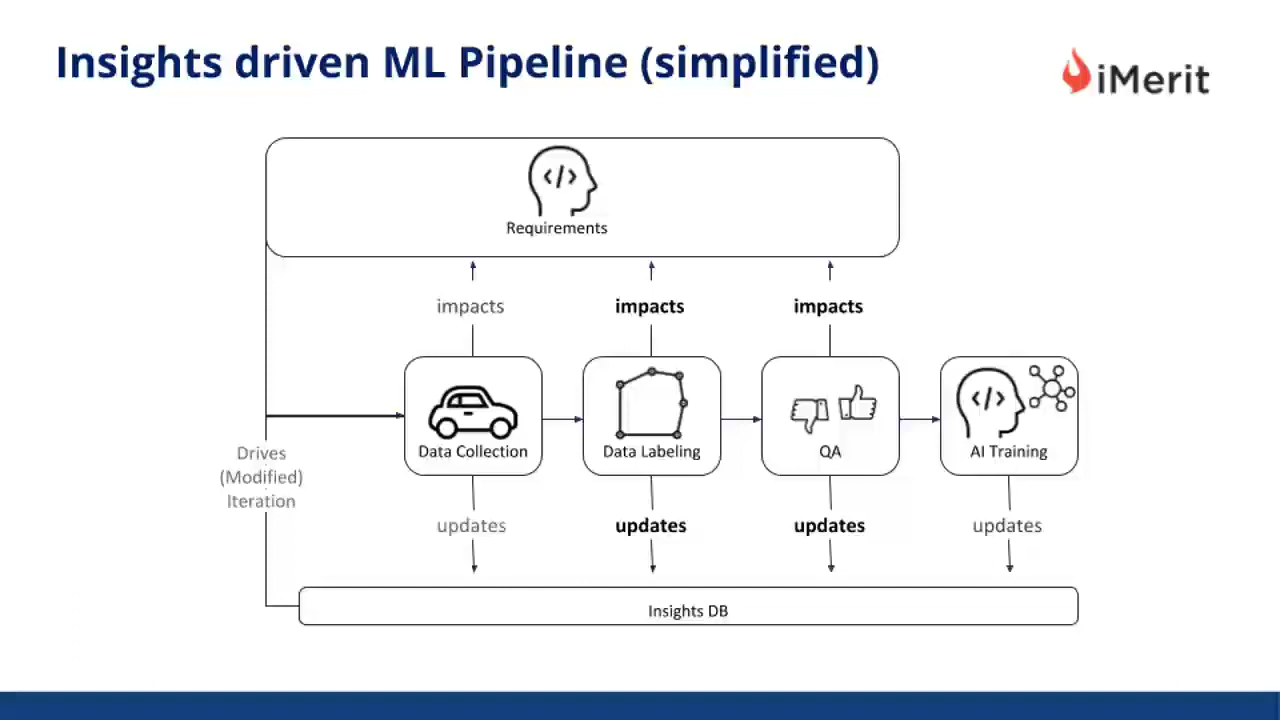 Insights driven ML Pipeline (simplified)
iMerit
</>
Requirements
impacts
impacts
impacts
</>
Data Collection
Data Labeling
QA
AI Training
Drives
(Modified)
Iteration
updates
updates
updates
updates
Insights DB